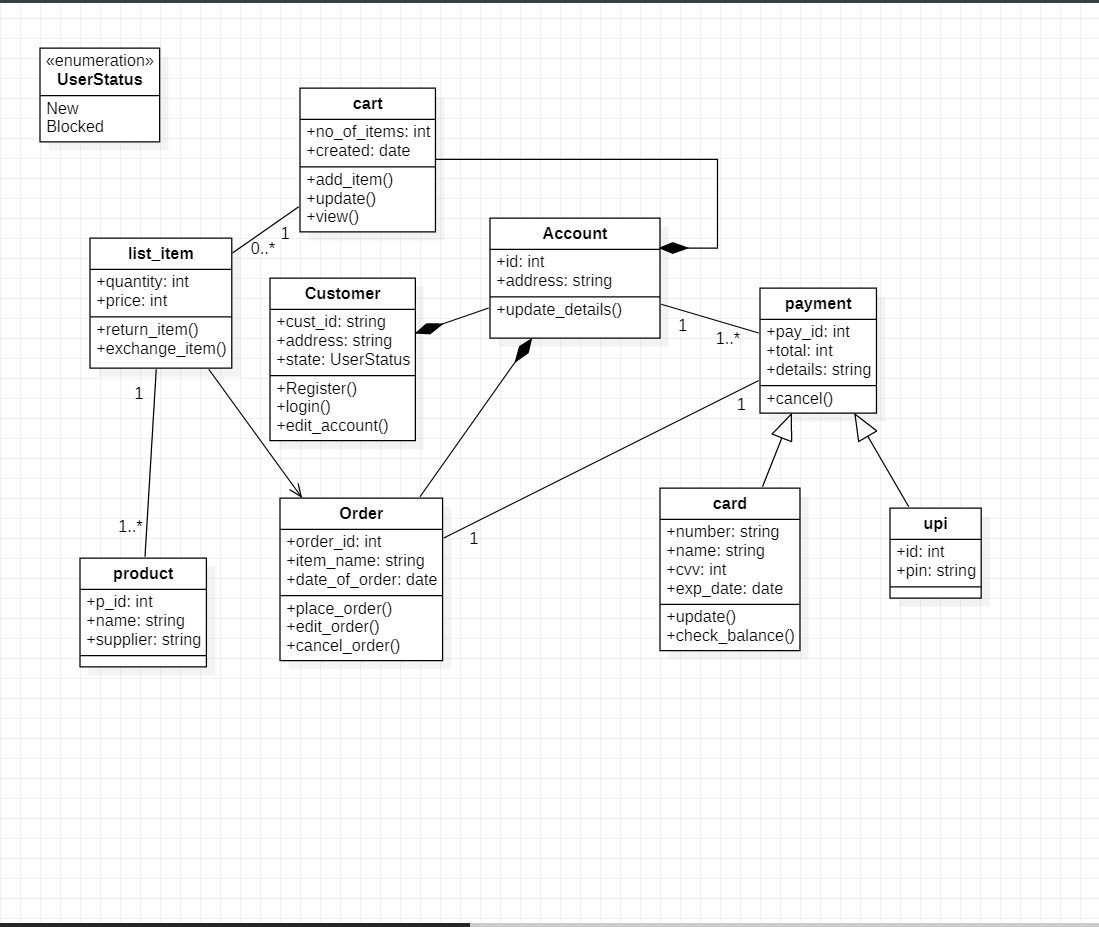 «enumeration»
UserStatus
New
Blocked
cart
+no_of_items: int
+created: date
+add_item()
+update()
+view()
1
0..*
list_item
+quantity: int
+price: int
+return_item()
+exchange_item()
Customer
+cust_id: string
+address: string
+state: UserStatus
+Register()
+login()
+edit_account()
Account
+id: int
+address: string
+update_details()
1
1..*
payment
+pay_id: int
+total: int
+details: string
+cancel()
1
1
1
1..*
product
+p_id: int
+name: string
+supplier: string
Order
+order_id: int
+item_name: string
+date_of_order: date
+place_order()
+edit_order()
+cancel_order()
card
+number: string
+name: string
+cvv: int
+exp_date: date
+update()
+check_balance()
upi
+id: int
+pin: string